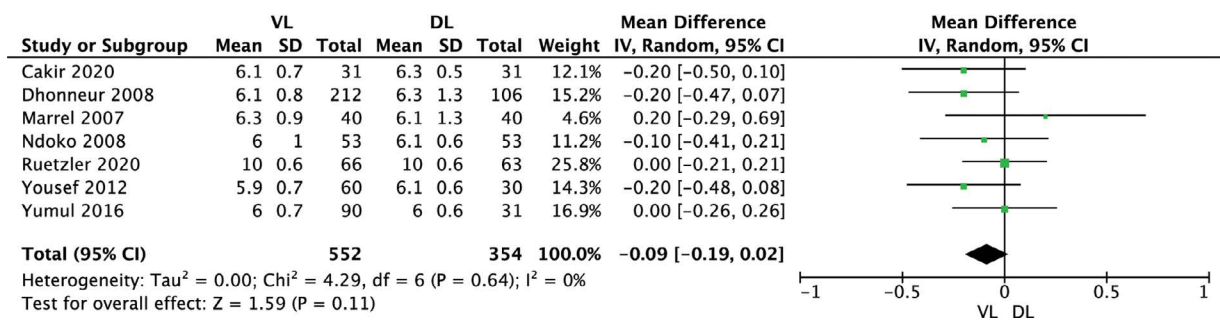 VL DL Mean Difference Mean Difference
Study or Subgroup Mean SD Total Mean SD Total Weight IV, Random, 95% CI IV, Random, 95% CI
Cakir 2020 6.1 0.7 31 6.3 0.5 31 12.1% −0.20 [−0.50, 0.10]
Dhonneur 2008 6.1 0.8 212 6.3 1.3 106 15.2% −0.20 [−0.47, 0.07]
Marrel 2007 6.3 0.9 40 6.1 1.3 40 4.6% 0.20 [−0.29, 0.69]
Ndoko 2008 6 1 53 6.1 0.6 53 11.2% −0.10 [−0.41, 0.21]
Ruetzler 2020 10 0.6 66 10 0.6 63 25.8% 0.00 [−0.21, 0.21]
Yousef 2012 5.9 0.7 60 6.1 0.6 30 14.3% −0.20 [−0.48, 0.08]
Yumul 2016 6 0.7 90 6 0.6 31 16.9% 0.00 [−0.26, 0.26]
Total (95% CI) 552 354 100.0% −0.09 [−0.19, 0.02]
Heterogeneity: Tau² = 0.00; Chi² = 4.29, df = 6 (P = 0.64); I² = 0%
Test for overall effect: Z = 1.59 (P = 0.11)
−1 −0.5 0 0.5 1
VL DL